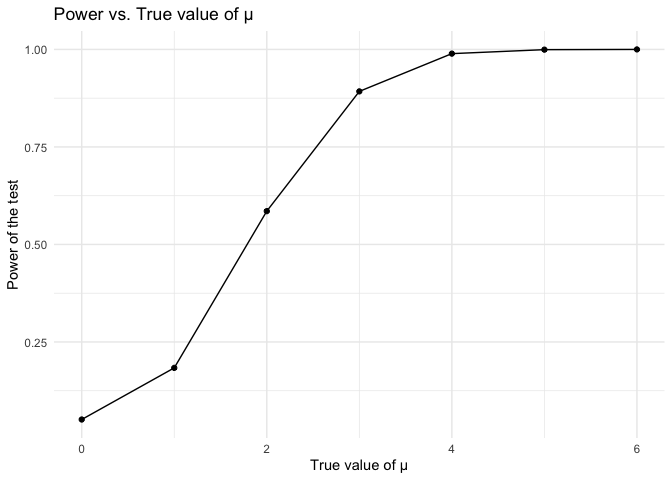 Power vs. True value of μ
1.00
0.75
0.50
0.25
Power of the test
0 2 4 6
True value of μ